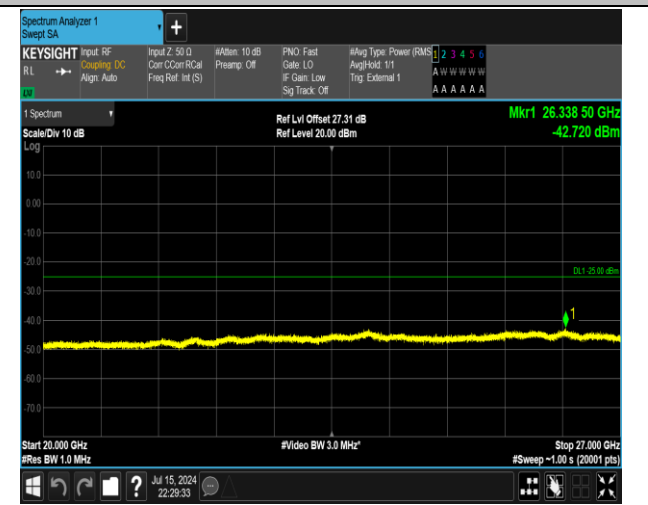 Spectrum Analyzer 1
Swept SA
KEYSIGHT
RL
Input: RF
Coupling: DC
Align: Auto
Input Z: 50 Ω
Corr CCorr RCal
Freq Ref: Int (S)
#Atten: 10 dB
Preamp: Off
PNO: Fast
Gate: LO
IF Gain: Low
Sig Track: Off
#Avg Type: Power (RMS
Avg|Hold: 1/1
Trig: External 1
1 2 3 4 5 6
A W W W W W
A A A A A A
1 Spectrum
Scale/Div 10 dB
Log
Ref Lvl Offset 27.31 dB
Ref Level 20.00 dBm
Mkr1 26.338 50 GHz
-42.720 dBm
10.0
0.00
-10.0
-20.0
DL1 -25.00 dBm
-30.0
1
-40.0
-50.0
-60.0
-70.0
Start 20.000 GHz
#Res BW 1.0 MHz
#Video BW 3.0 MHz*
Stop 27.000 GHz
#Sweep ~1.00 s (20001 pts)
?
Jul 15, 2024
22:29:33